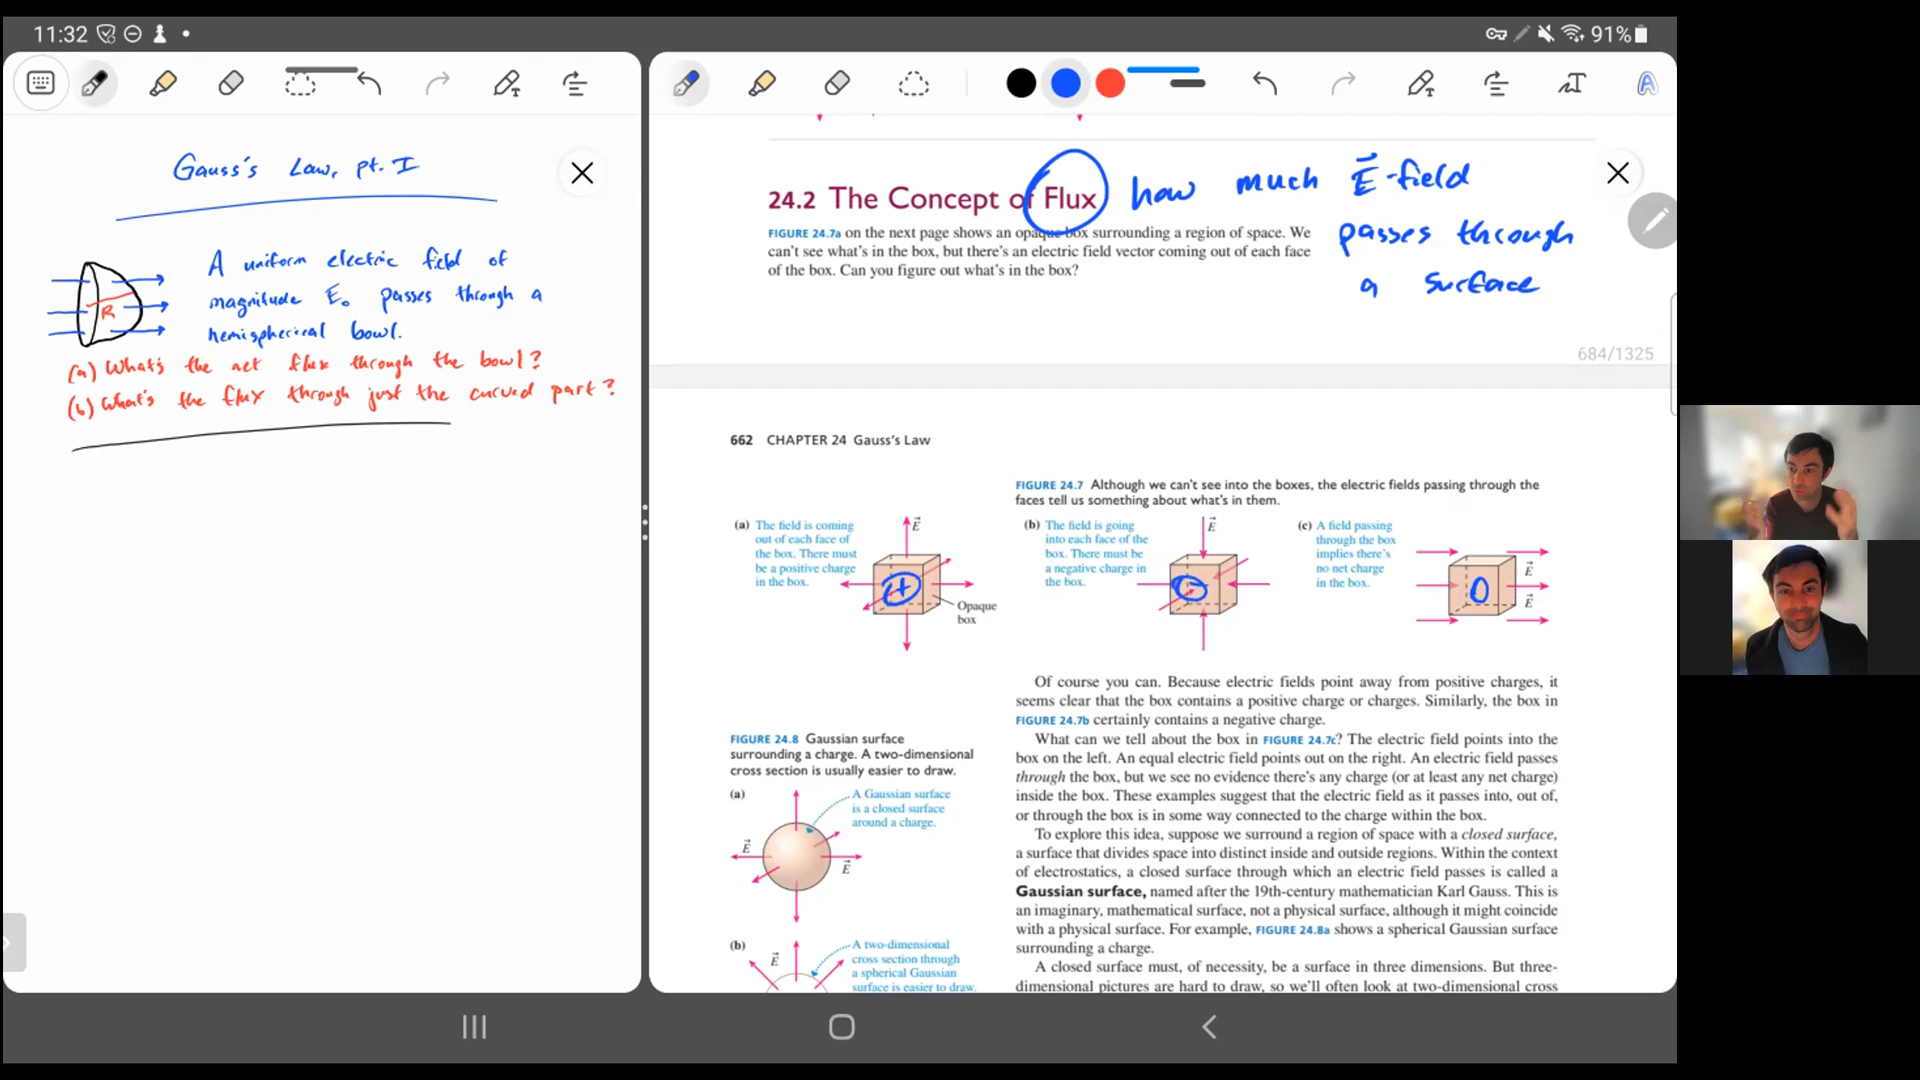 11:32
91%
Gauss's Law, pt. I
A uniform electric field of
magnitude E₀ passes through a
hemispherical bowl.
R
(a) What's the net flux through the bowl?
(b) What's the flux through just the curved part?
24.2 The Concept of Flux
how much E⃗-field
passes through
a surface
FIGURE 24.7a on the next page shows an opaque box surrounding a region of space. We
can't see what's in the box, but there's an electric field vector coming out of each face
of the box. Can you figure out what's in the box?
684/1325
662 CHAPTER 24 Gauss's Law
FIGURE 24.7 Although we can't see into the boxes, the electric fields passing through the
faces tell us something about what's in them.
(a) The field is coming
out of each face of
the box. There must
be a positive charge
in the box.
E⃗
+
Opaque
box
(b) The field is going
into each face of the
box. There must be
a negative charge in
the box.
E⃗
−
(c) A field passing
through the box
implies there's
no net charge
in the box.
E⃗
0
E⃗
Of course you can. Because electric fields point away from positive charges, it
seems clear that the box contains a positive charge or charges. Similarly, the box in
FIGURE 24.7b certainly contains a negative charge.
What can we tell about the box in FIGURE 24.7c? The electric field points into the
box on the left. An equal electric field points out on the right. An electric field passes
through the box, but we see no evidence there's any charge (or at least any net charge)
inside the box. These examples suggest that the electric field as it passes into, out of,
or through the box is in some way connected to the charge within the box.
To explore this idea, suppose we surround a region of space with a closed surface,
a surface that divides space into distinct inside and outside regions. Within the context
of electrostatics, a closed surface through which an electric field passes is called a
Gaussian surface, named after the 19th-century mathematician Karl Gauss. This is
an imaginary, mathematical surface, not a physical surface, although it might coincide
with a physical surface. For example, FIGURE 24.8a shows a spherical Gaussian surface
surrounding a charge.
A closed surface must, of necessity, be a surface in three dimensions. But three-
dimensional pictures are hard to draw, so we'll often look at two-dimensional cross
FIGURE 24.8 Gaussian surface
surrounding a charge. A two-dimensional
cross section is usually easier to draw.
(a)
A Gaussian surface
is a closed surface
around a charge.
E⃗
E⃗
(b)
E⃗
A two-dimensional
cross section through
a spherical Gaussian
surface is easier to draw.